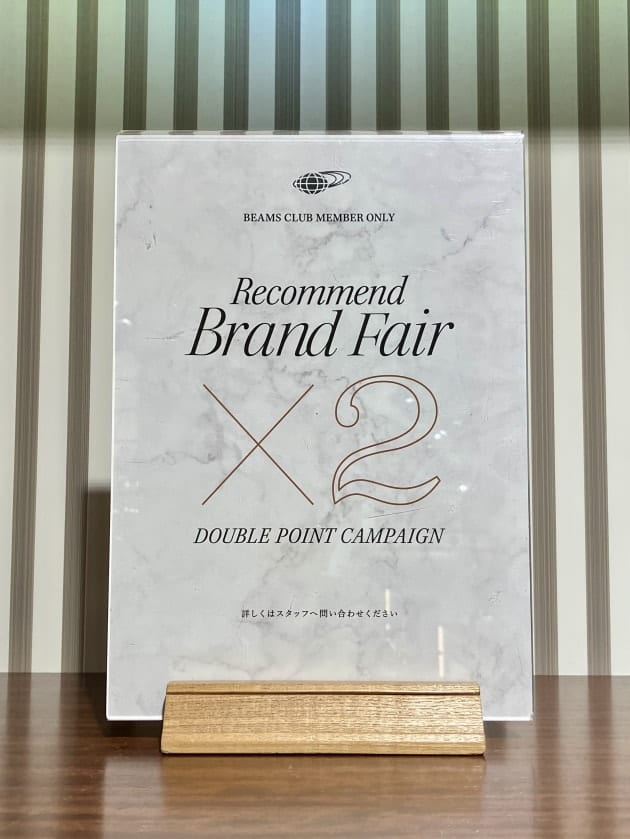 BEAMS CLUB MEMBER ONLY
Recommend
Brand Fair
×2
DOUBLE POINT CAMPAIGN
詳しくはスタッフへ問い合わせください